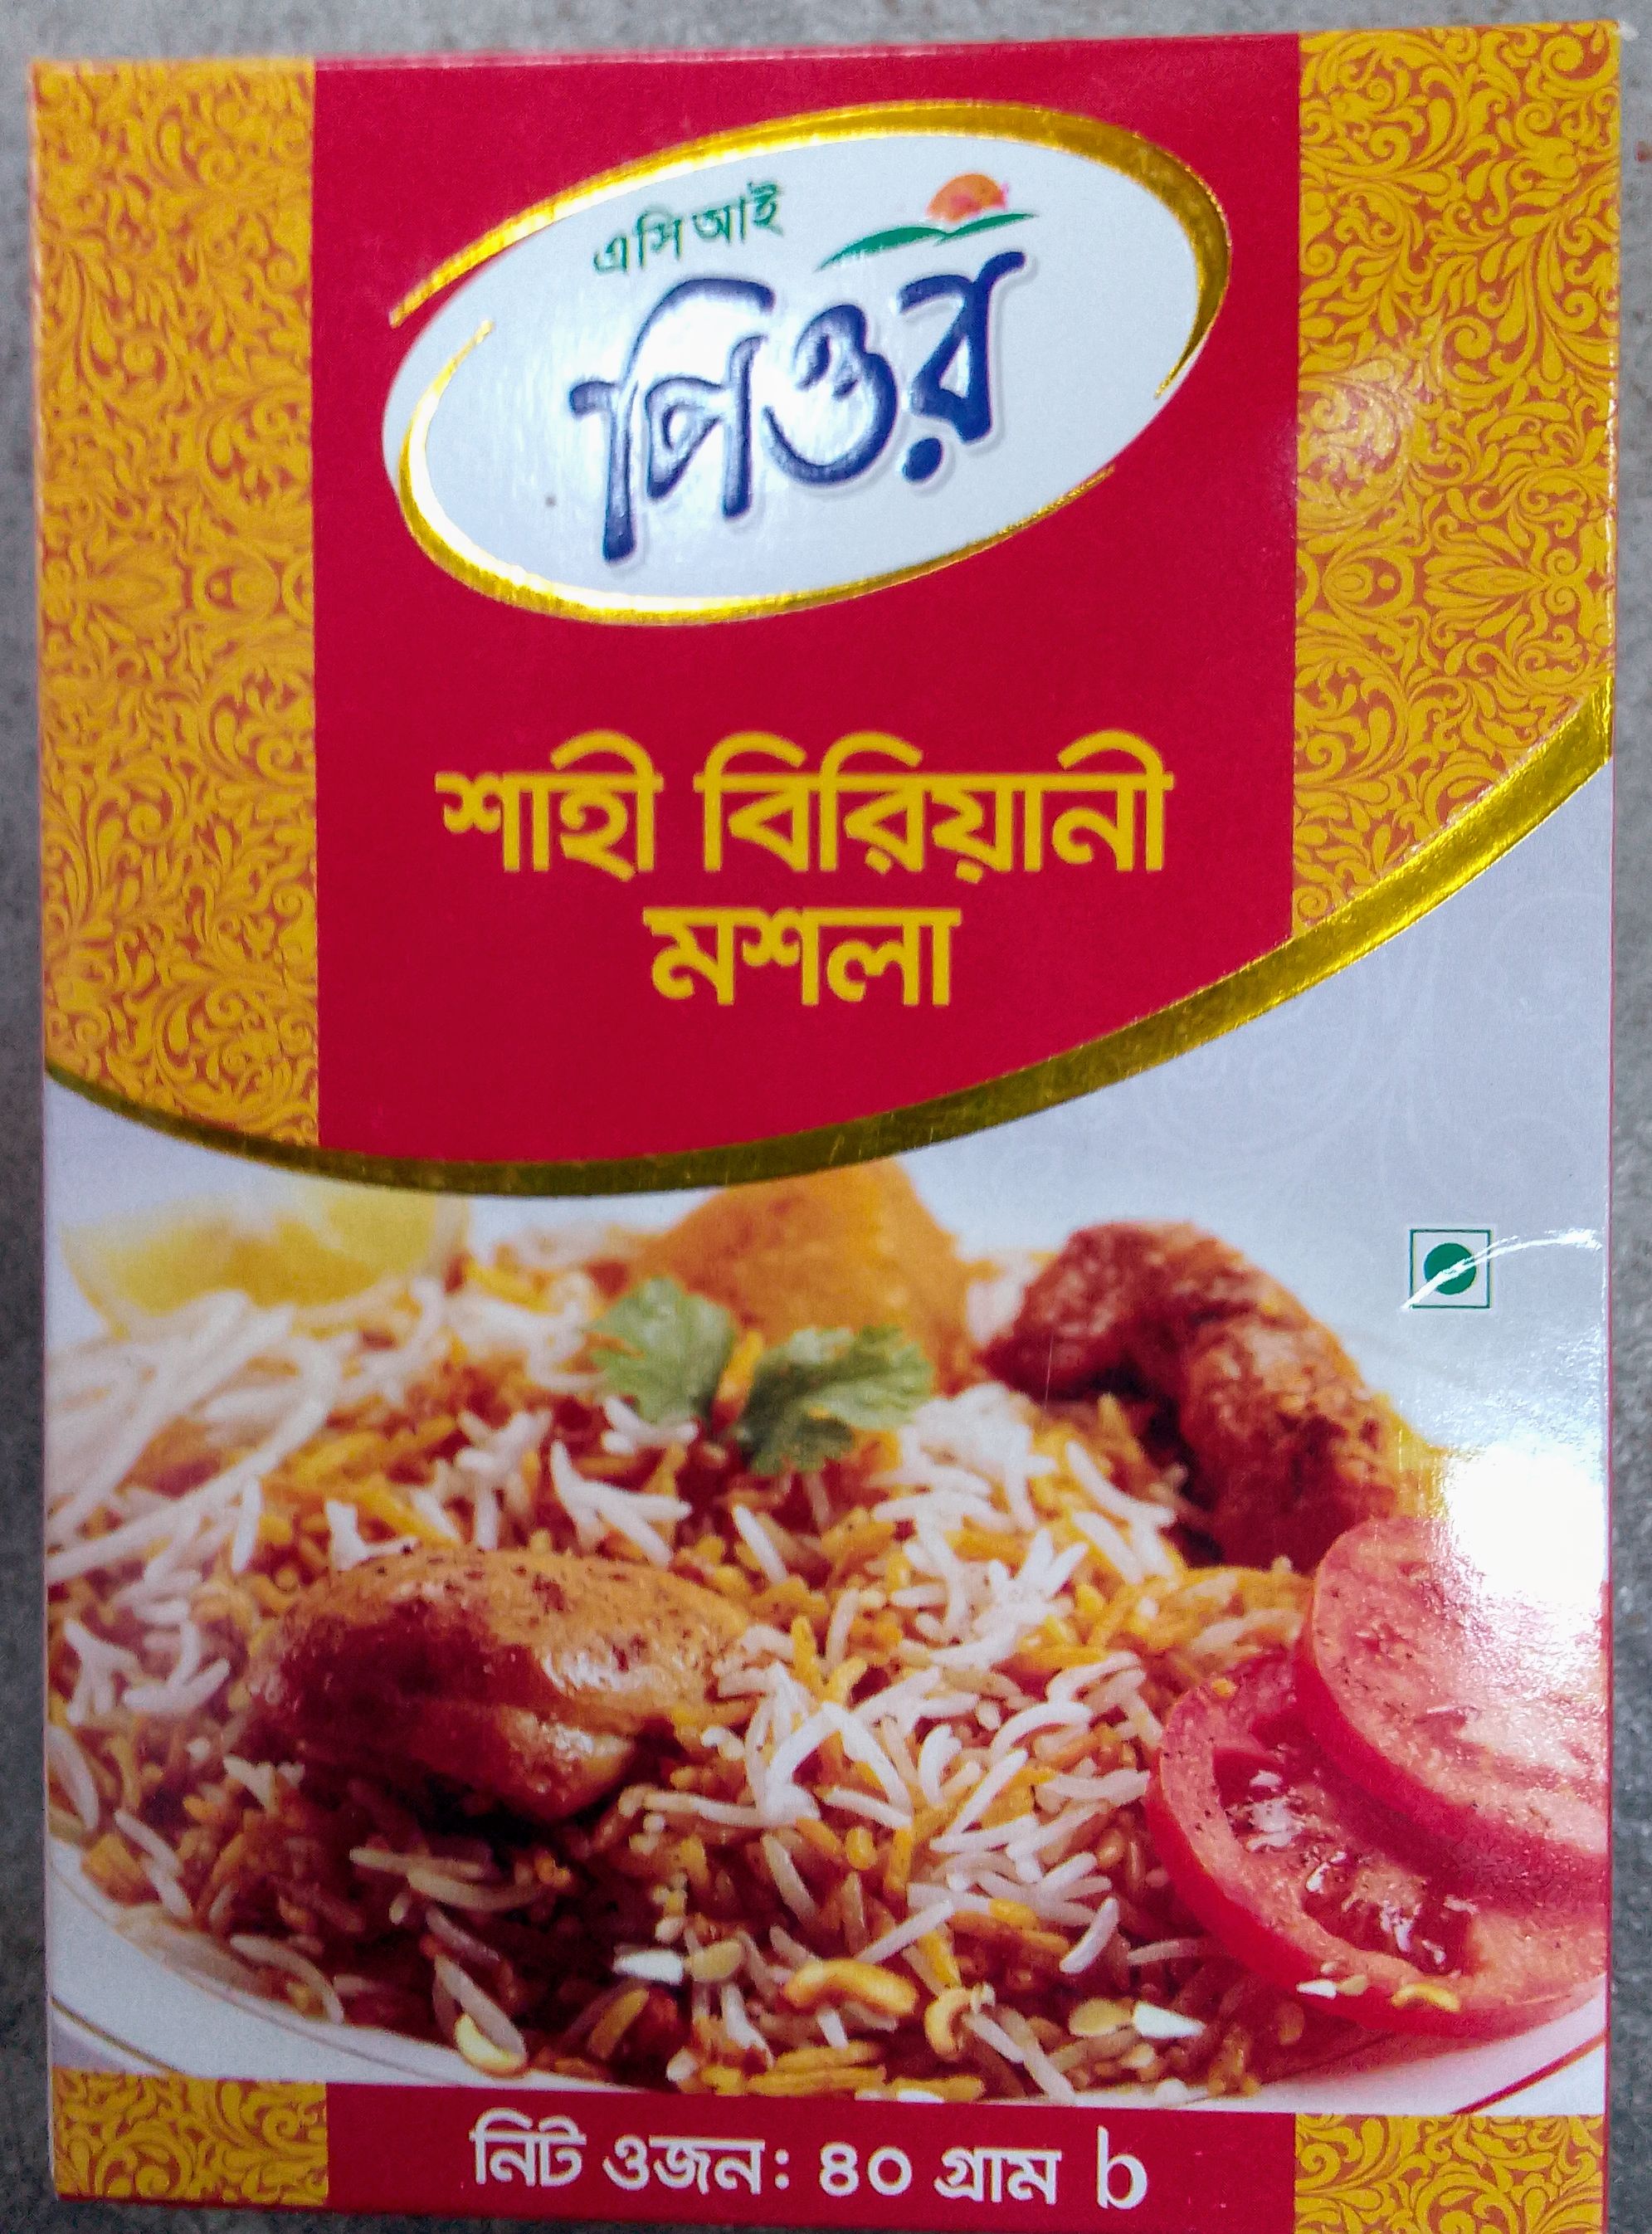 এসিআই
পিওর
শাহী বিরিয়ানী
মশলা
নিট ওজন: ৪০ গ্রাম b